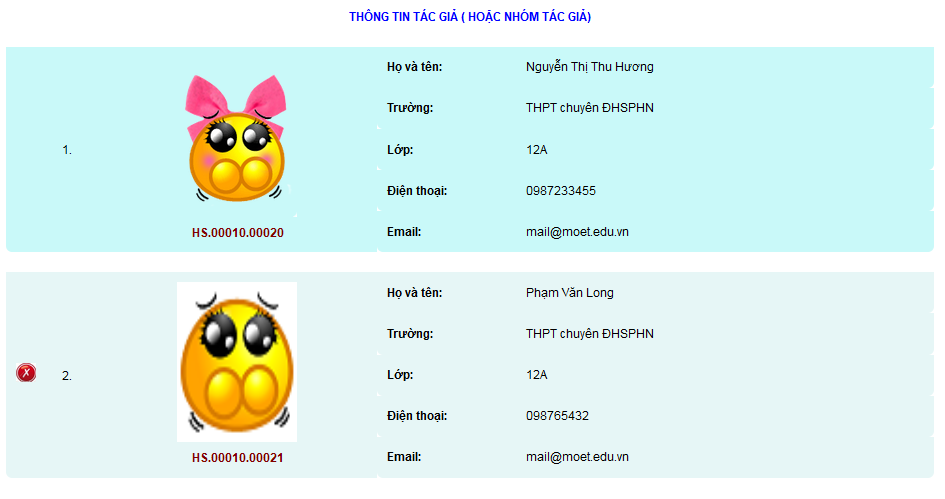 THÔNG TIN TÁC GIẢ ( HOẶC NHÓM TÁC GIẢ)
1.
HS.00010.00020
Họ và tên: Nguyễn Thị Thu Hương
Trường: THPT chuyên ĐHSPHN
Lớp: 12A
Điện thoại: 0987233455
Email: mail@moet.edu.vn
X
2.
HS.00010.00021
Họ và tên: Phạm Văn Long
Trường: THPT chuyên ĐHSPHN
Lớp: 12A
Điện thoại: 098765432
Email: mail@moet.edu.vn